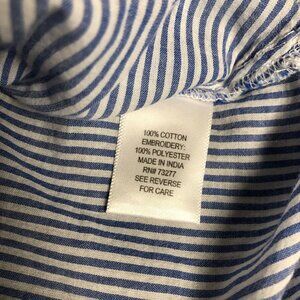 100% COTTON
EMBROIDERY:
100% POLYESTER
MADE IN INDIA
RN# 73277
SEE REVERSE
FOR CARE